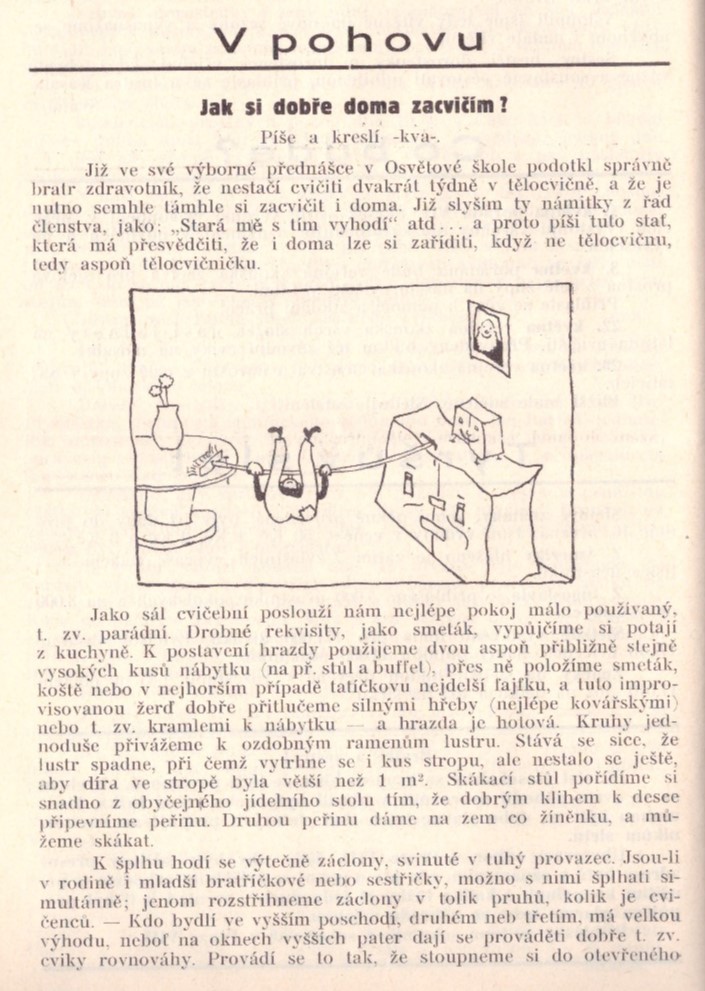 V pohovu
Jak si dobře doma zacvičím?
Píše a kreslí -kva-.
Již ve své výborné přednášce v Osvětové škole podotkl správně
bratr zdravotník, že nestačí cvičiti dvakrát týdně v tělocvičně, a že je
nutno semhle támhle si zacvičit i doma. Již slyším ty námitky z řad
členstva, jako: „Stará mě s tím vyhodí“ atd... a proto píši tuto stať,
která má přesvědčiti, že i doma lze si zaříditi, když ne tělocvičnu,
tedy aspoň tělocvičničku.
Jako sál cvičební poslouží nám nejlépe pokoj málo používaný,
t. zv. parádní. Drobné rekvisity, jako smeták, vypůjčíme si potají
z kuchyně. K postavení hrazdy použijeme dvou aspoň přibližně stejně
vysokých kusů nábytku (na př. stůl a buffet), přes ně položíme smeták,
koště nebo v nejhorším případě tatíčkovu nejdelší fajfku, a tuto impro-
visovanou žerď dobře přitlučeme silnými hřeby (nejlépe kovářskými)
nebo t. zv. kramlemi k nábytku — a hrazda je hotová. Kruhy jed-
noduše přivážeme k ozdobným ramenům lustru. Stává se sice, že
lustr spadne, při čemž vytrhne se i kus stropu, ale nestalo se ještě,
aby díra ve stropě byla větší než 1 m². Skákací stůl pořídíme si
snadno z obyčejného jídelního stolu tím, že dobrým klihem k desce
připevníme peřinu. Druhou peřinu dáme na zem co žíněnku, a mů-
žeme skákat.
K šplhu hodí se výtečně záclony, svinuté v tuhý provazec. Jsou-li
v rodině i mladší bratříčkové nebo sestřičky, možno s nimi šplhati si-
multánně; jenom rozstřihneme záclony v tolik pruhů, kolik je cvi-
čenců. — Kdo bydlí ve vyšším poschodí, druhém neb třetím, má velkou
výhodu, neboť na oknech vyšších pater dají se prováděti dobře t. zv.
cviky rovnováhy. Provádí se to tak, že stoupneme si do otevřeného